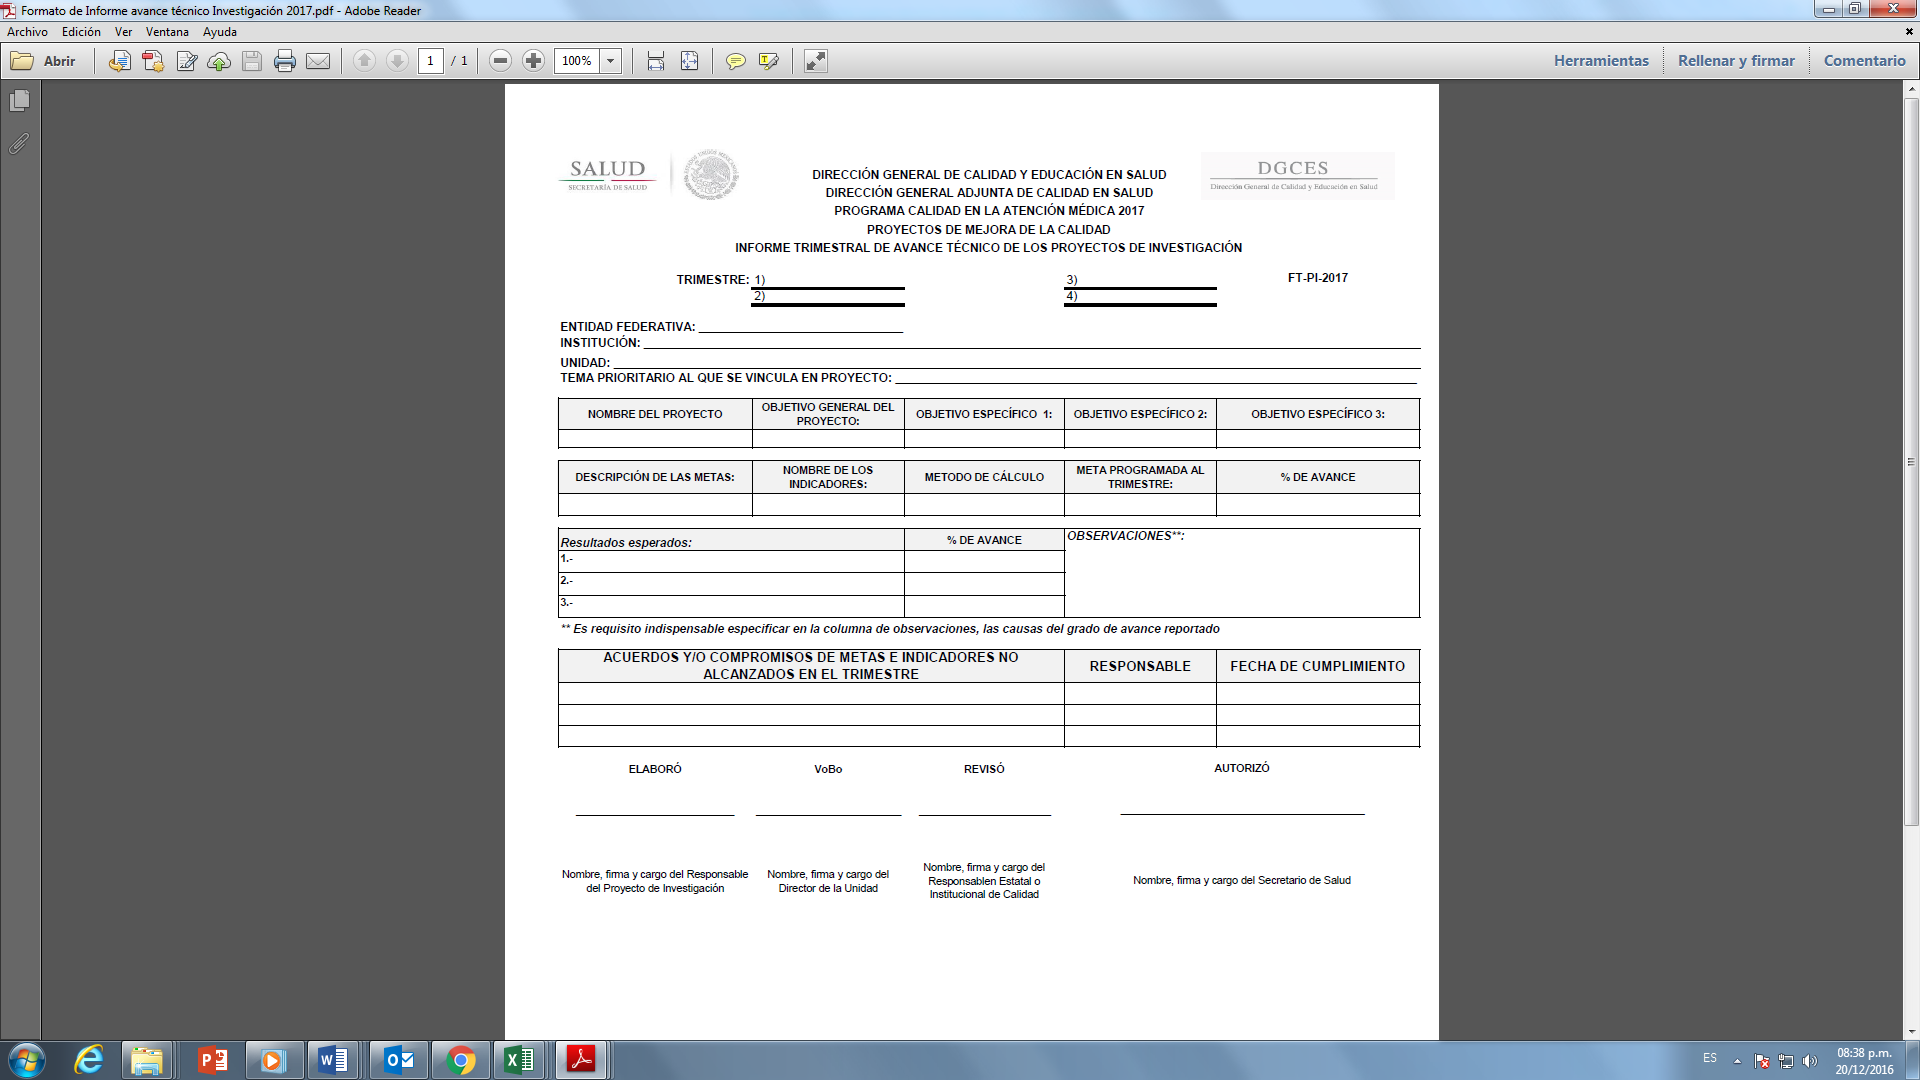 Formato de Informe avance técnico Investigación 2017.pdf - Adobe Reader
Archivo Edición Ver Ventana Ayuda
Abrir 1 / 1 100% Herramientas Rellenar y firmar Comentario
SALUD
SECRETARÍA DE SALUD
ESTADOS UNIDOS MEXICANOS
DGCES
Dirección General de Calidad y Educación en Salud
DIRECCIÓN GENERAL DE CALIDAD Y EDUCACIÓN EN SALUD
DIRECCIÓN GENERAL ADJUNTA DE CALIDAD EN SALUD
PROGRAMA CALIDAD EN LA ATENCIÓN MÉDICA 2017
PROYECTOS DE MEJORA DE LA CALIDAD
INFORME TRIMESTRAL DE AVANCE TÉCNICO DE LOS PROYECTOS DE INVESTIGACIÓN
TRIMESTRE: 1) 3) FT-PI-2017
2) 4)
ENTIDAD FEDERATIVA:
INSTITUCIÓN:
UNIDAD:
TEMA PRIORITARIO AL QUE SE VINCULA EN PROYECTO:
NOMBRE DEL PROYECTO
OBJETIVO GENERAL DEL
PROYECTO:
OBJETIVO ESPECÍFICO 1:
OBJETIVO ESPECÍFICO 2:
OBJETIVO ESPECÍFICO 3:
DESCRIPCIÓN DE LAS METAS:
NOMBRE DE LOS
INDICADORES:
METODO DE CÁLCULO
META PROGRAMADA AL
TRIMESTRE:
% DE AVANCE
Resultados esperados:
% DE AVANCE
OBSERVACIONES**:
1.-
2.-
3.-
** Es requisito indispensable especificar en la columna de observaciones, las causas del grado de avance reportado
ACUERDOS Y/O COMPROMISOS DE METAS E INDICADORES NO
ALCANZADOS EN EL TRIMESTRE
RESPONSABLE
FECHA DE CUMPLIMIENTO
ELABORÓ
VoBo
REVISÓ
AUTORIZÓ
Nombre, firma y cargo del Responsable
del Proyecto de Investigación
Nombre, firma y cargo del
Director de la Unidad
Nombre, firma y cargo del
Responsablen Estatal o
Institucional de Calidad
Nombre, firma y cargo del Secretario de Salud
ES
08:38 p.m.
20/12/2016